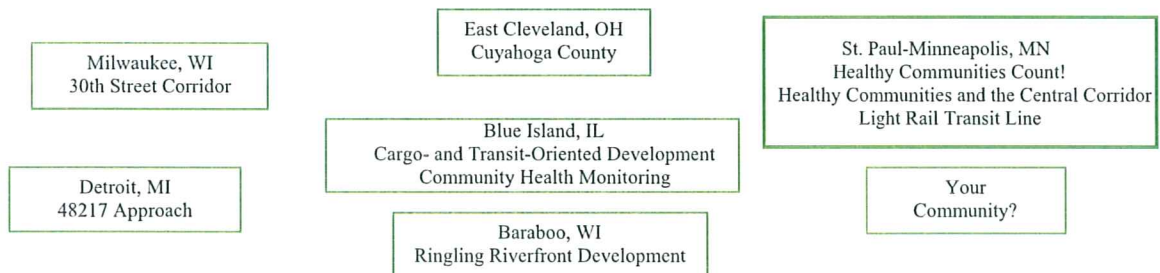 East Cleveland, OH
Cuyahoga County
Milwaukee, WI
30th Street Corridor
St. Paul-Minneapolis, MN
Healthy Communities Count!
Healthy Communities and the Central Corridor
Light Rail Transit Line
Blue Island, IL
Cargo- and Transit-Oriented Development
Community Health Monitoring
Detroit, MI
48217 Approach
Your
Community?
Baraboo, WI
Ringling Riverfront Development